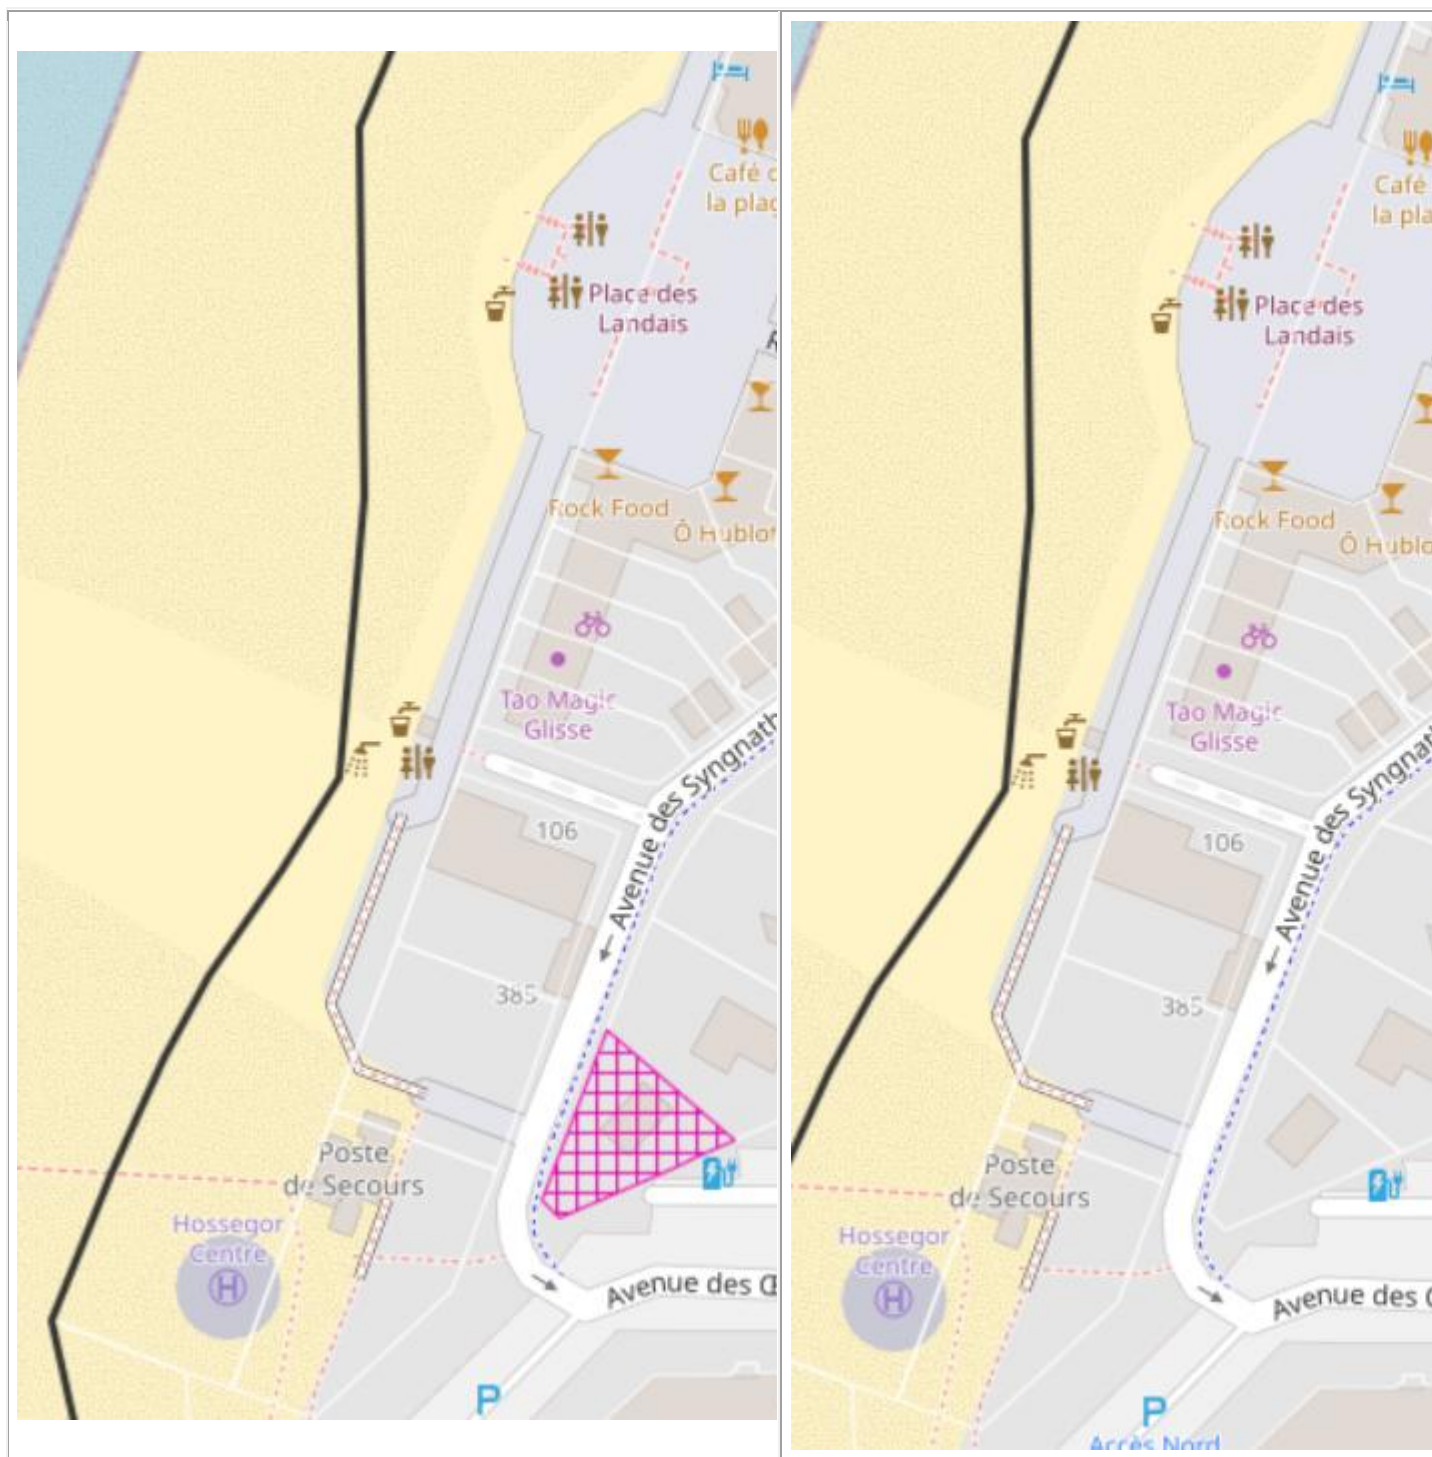 Café
la plag
Place des
Landais
R
Rock Food
Ô Hublot
Tao Magic
Glisse
Avenue des Syngnath
106
385
Poste
de Secours
Hossegor
Centre
H
Avenue des Œ
P
Café
la pla
Place des
Landais
Rock Food
Ô Hublo
Tao Magic
Glisse
Avenue des Syngnat
106
385
Poste
de Secours
Hossegor
Centre
H
Avenue des
P
Accès Nord